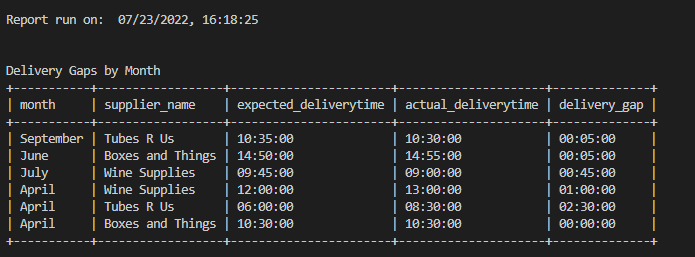 Report run on:  07/23/2022, 16:18:25
Delivery Gaps by Month
+-----------+-------------------+-----------------------+---------------------+--------------+
| month     | supplier_name     | expected_deliverytime | actual_deliverytime | delivery_gap |
+-----------+-------------------+-----------------------+---------------------+--------------+
| September | Tubes R Us        | 10:35:00              | 10:30:00            | 00:05:00     |
| June      | Boxes and Things  | 14:50:00              | 14:55:00            | 00:05:00     |
| July      | Wine Supplies     | 09:45:00              | 09:00:00            | 00:45:00     |
| April     | Wine Supplies     | 12:00:00              | 13:00:00            | 01:00:00     |
| April     | Tubes R Us        | 06:00:00              | 08:30:00            | 02:30:00     |
| April     | Boxes and Things  | 10:30:00              | 10:30:00            | 00:00:00     |
+-----------+-------------------+-----------------------+---------------------+--------------+